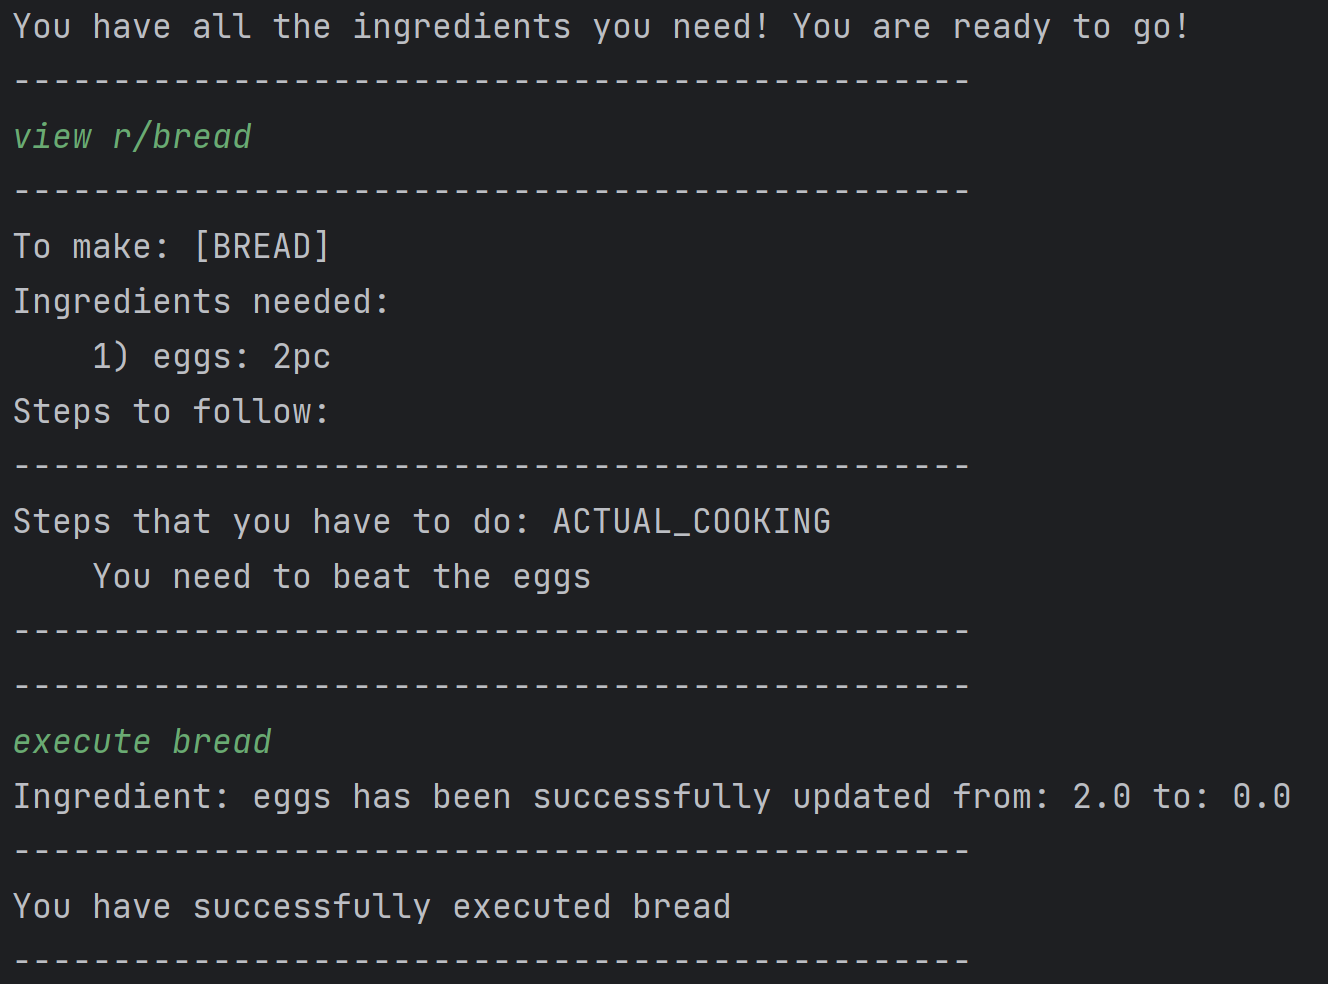 You have all the ingredients you need! You are ready to go!
------------------------------------------------
view r/bread
------------------------------------------------
To make: [BREAD]
Ingredients needed:
    1) eggs: 2pc
Steps to follow:
------------------------------------------------
Steps that you have to do: ACTUAL_COOKING
    You need to beat the eggs
------------------------------------------------
------------------------------------------------
execute bread
Ingredient: eggs has been successfully updated from: 2.0 to: 0.0
------------------------------------------------
You have successfully executed bread
------------------------------------------------